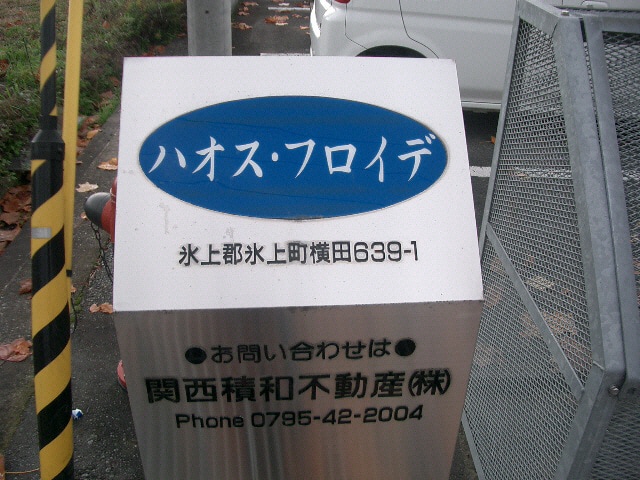 ハオス・フロイデ
氷上郡氷上町横田639-1
●お問い合わせは●
関西積和不動産㈱
Phone 0795-42-2004